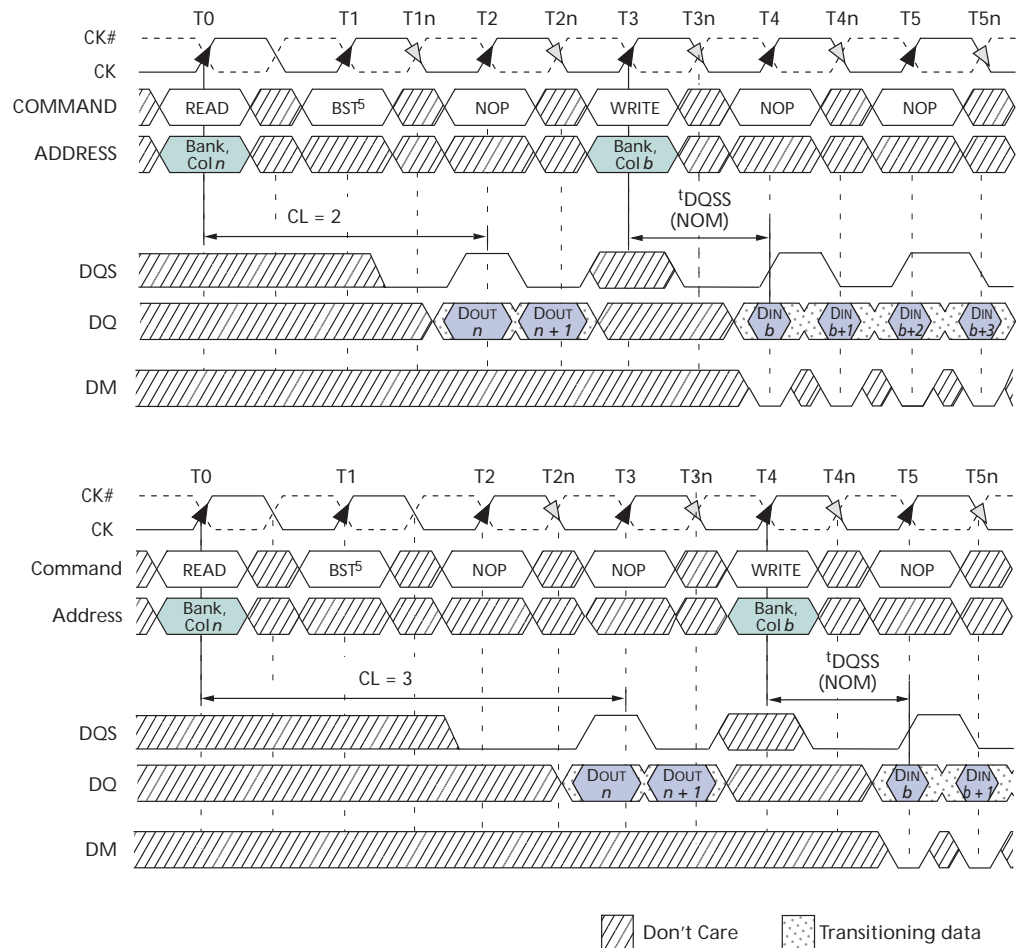 T0 T1 T1n T2 T2n T3 T3n T4 T4n T5 T5n
CK#
CK
COMMAND READ BST5 NOP WRITE NOP NOP
ADDRESS Bank, Col n Bank, Col b
CL = 2
tDQSS
(NOM)
DQS
DQ DOUT n DOUT n + 1 DIN b DIN b+1 DIN b+2 DIN b+3
DM
T0 T1 T2 T2n T3 T3n T4 T4n T5 T5n
CK#
CK
Command READ BST5 NOP NOP WRITE NOP
Address Bank, Col n Bank, Col b
CL = 3
tDQSS
(NOM)
DQS
DQ DOUT n DOUT n + 1 DIN b DIN b + 1
DM
Don't Care Transitioning data